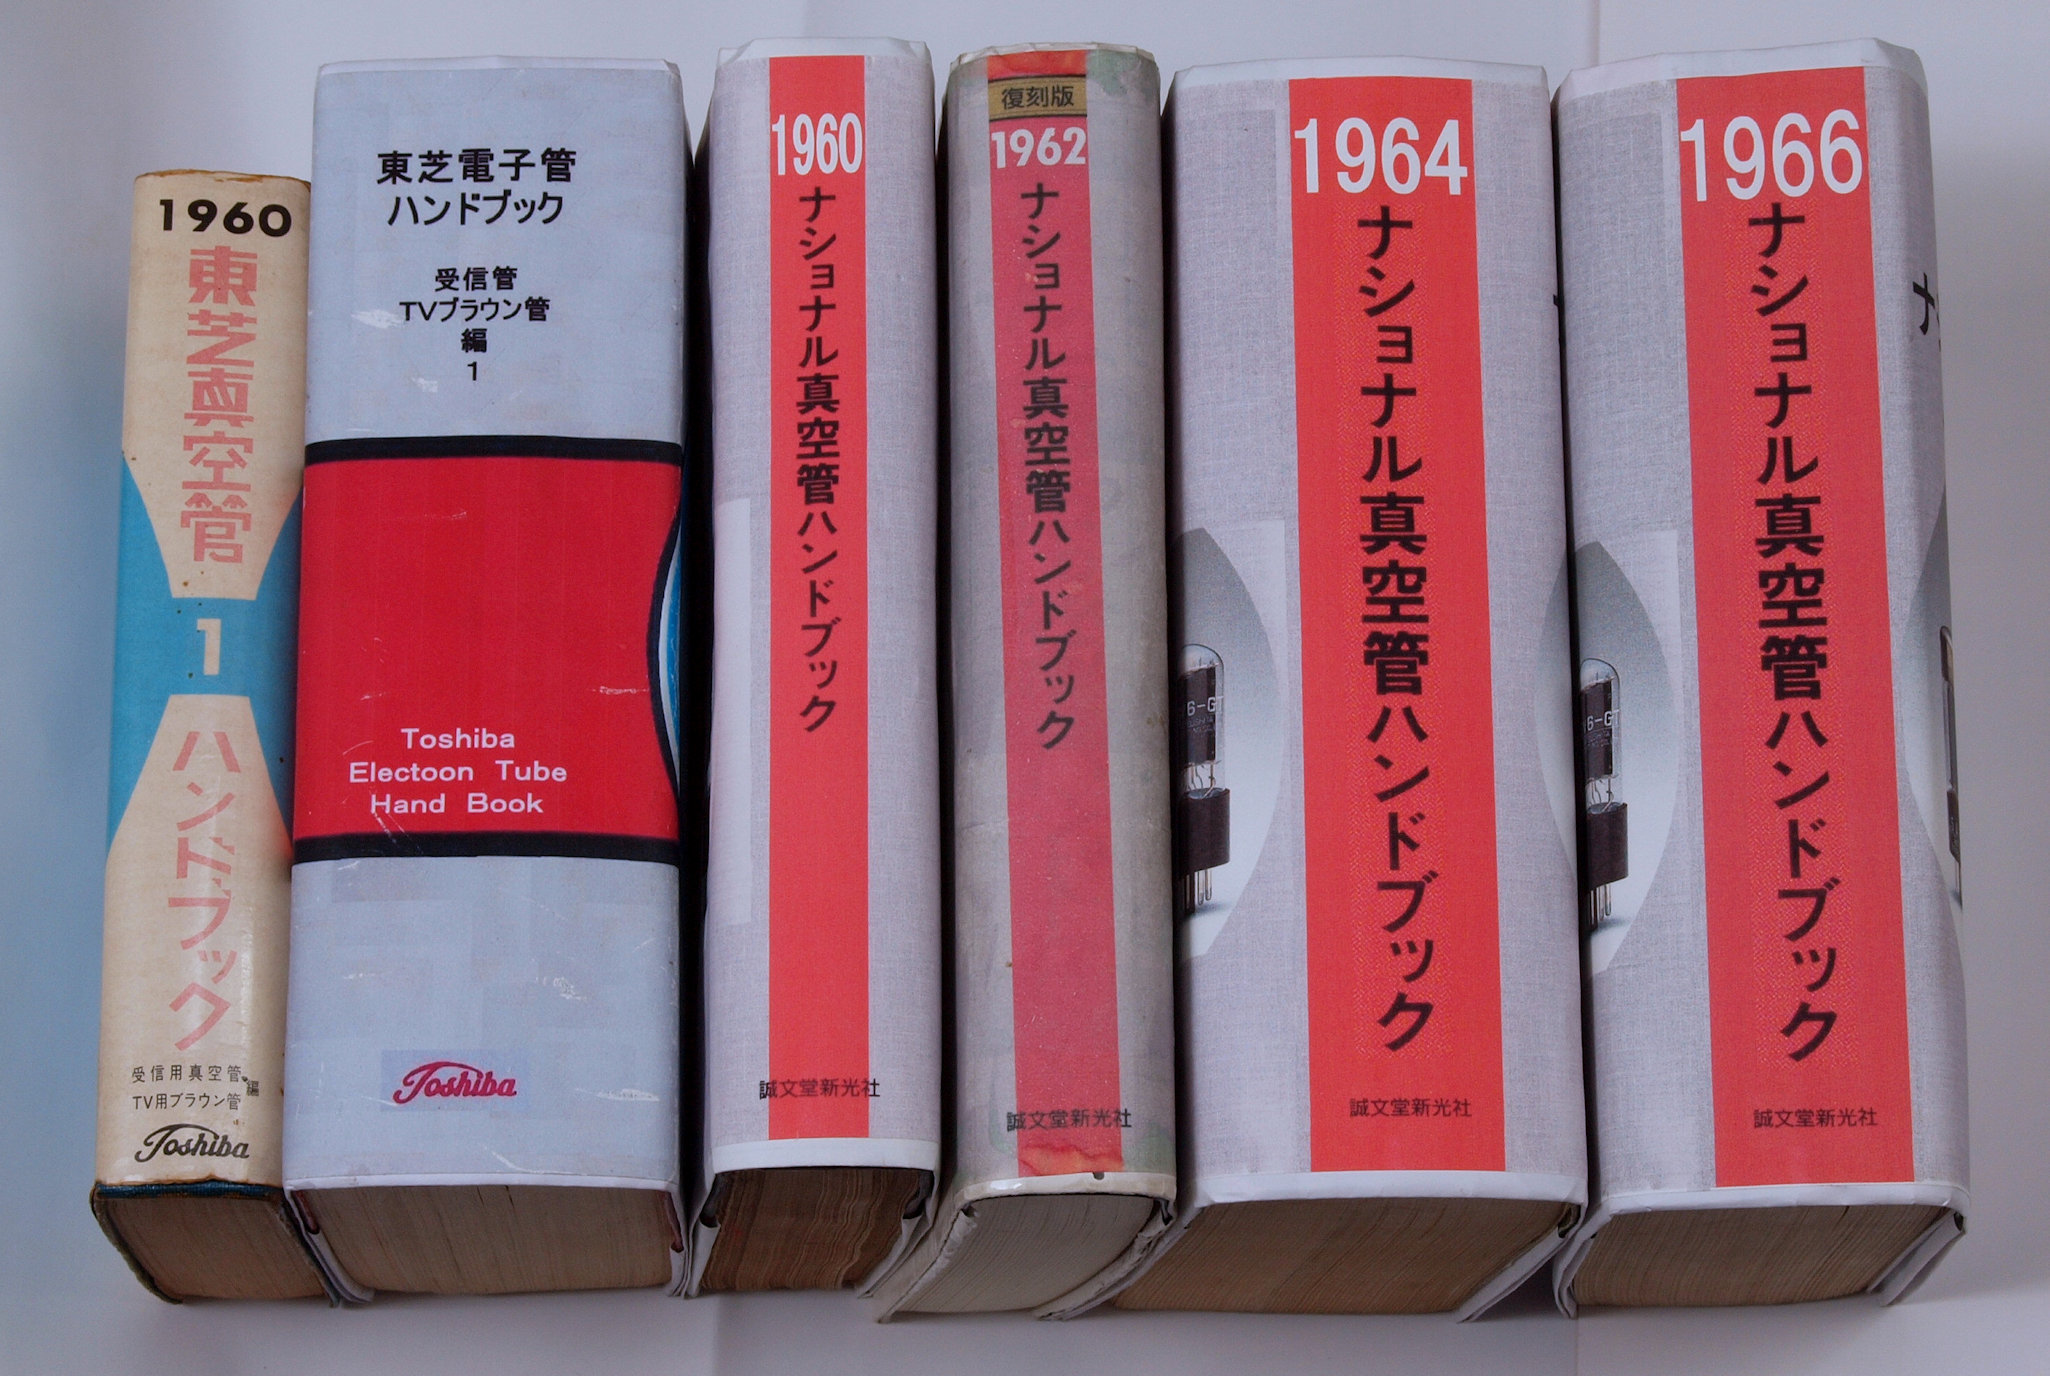 1960
東芝真空管
1
ハンドブック
受信用真空管
TV用ブラウン管
編
Toshiba
東芝電子管
ハンドブック
受信管
TVブラウン管
編
1
Toshiba
Electoon Tube
Hand Book
Toshiba
1960
ナショナル真空管ハンドブック
誠文堂新光社
復刻版
1962
ナショナル真空管ハンドブック
誠文堂新光社
6-GT
1964
ナショナル真空管ハンドブック
誠文堂新光社
6-GT
1966
ナショナル真空管ハンドブック
誠文堂新光社
ナ